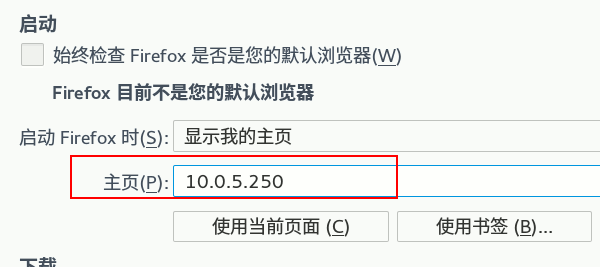 启动
始终检查 Firefox 是否是您的默认浏览器(W)
Firefox 目前不是您的默认浏览器
启动 Firefox 时(S): 显示我的主页
主页(P): 10.0.5.250
使用当前页面 (C) 使用书签 (B)...
下载